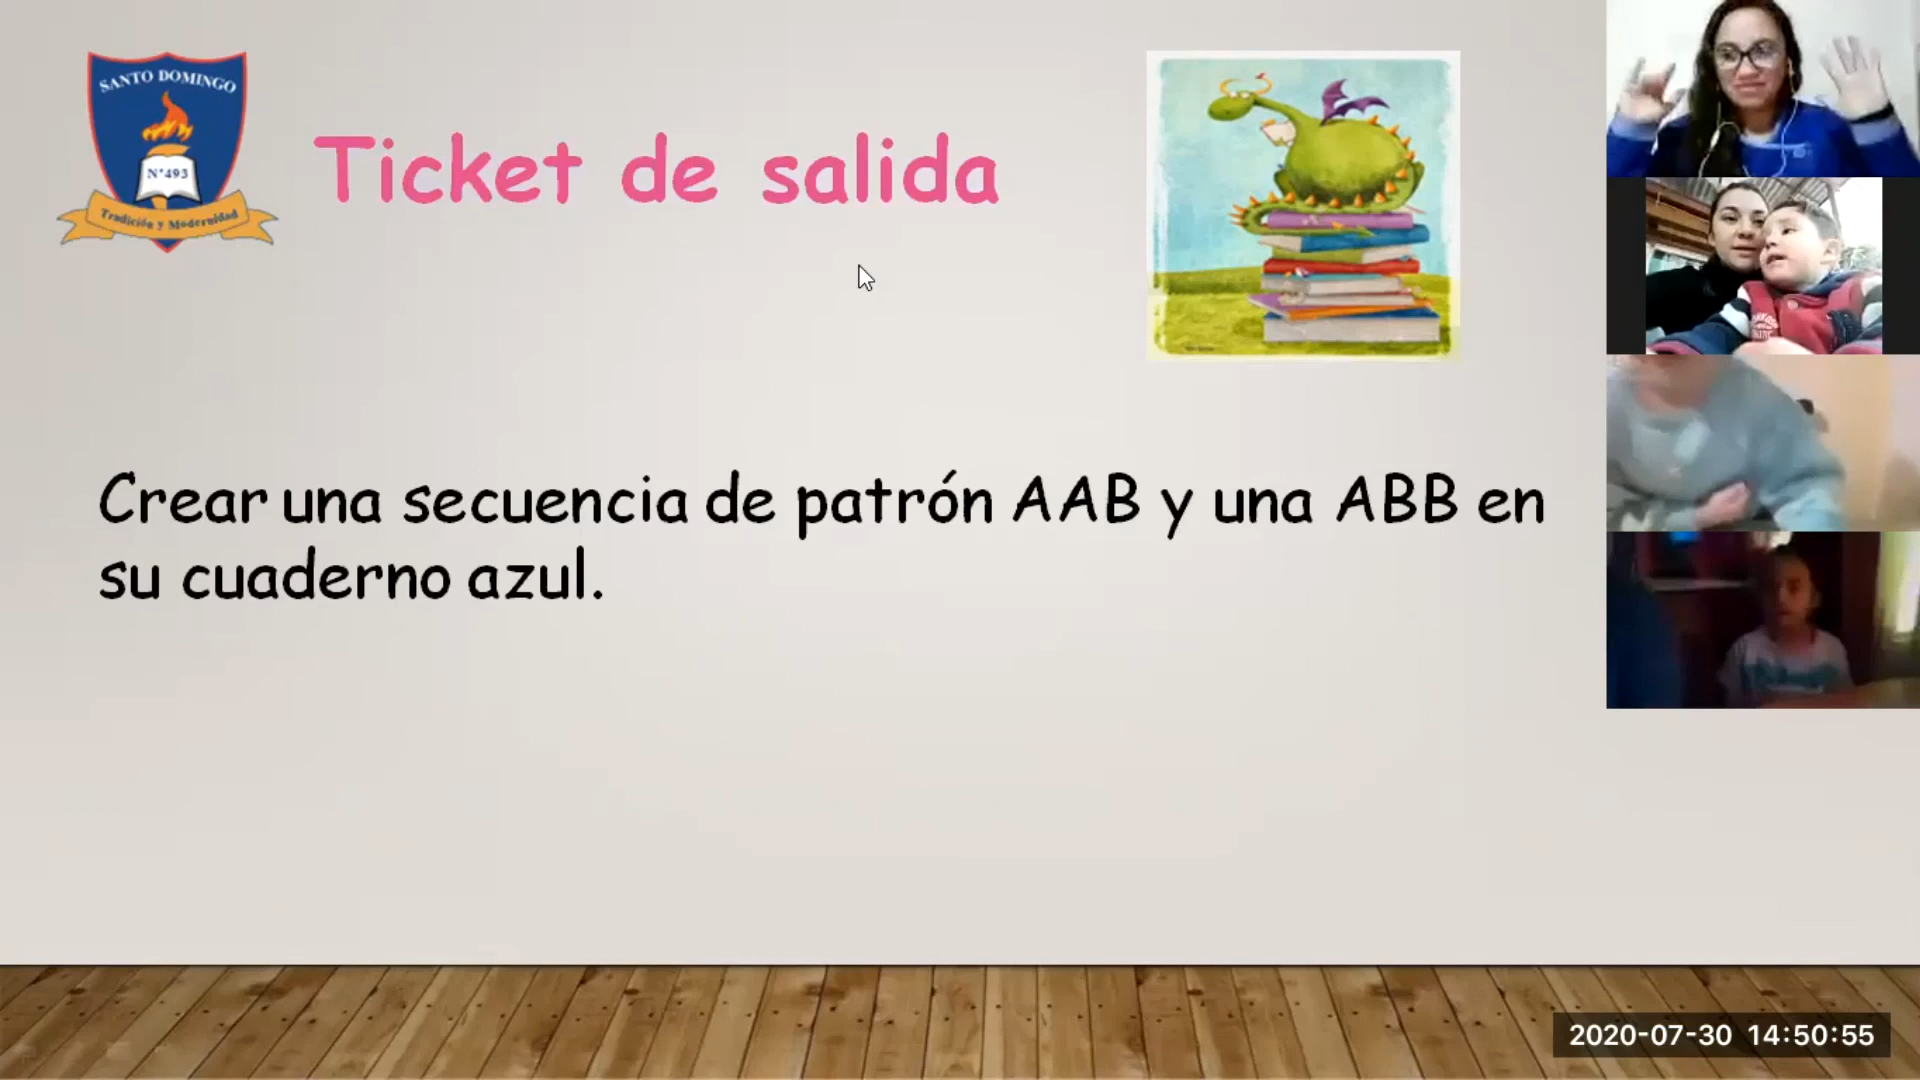 SANTO DOMINGO
N°493
Tradición y Modernidad
Ticket de salida
Crear una secuencia de patrón AAB y una ABB en
su cuaderno azul.
2020-07-30 14:50:55